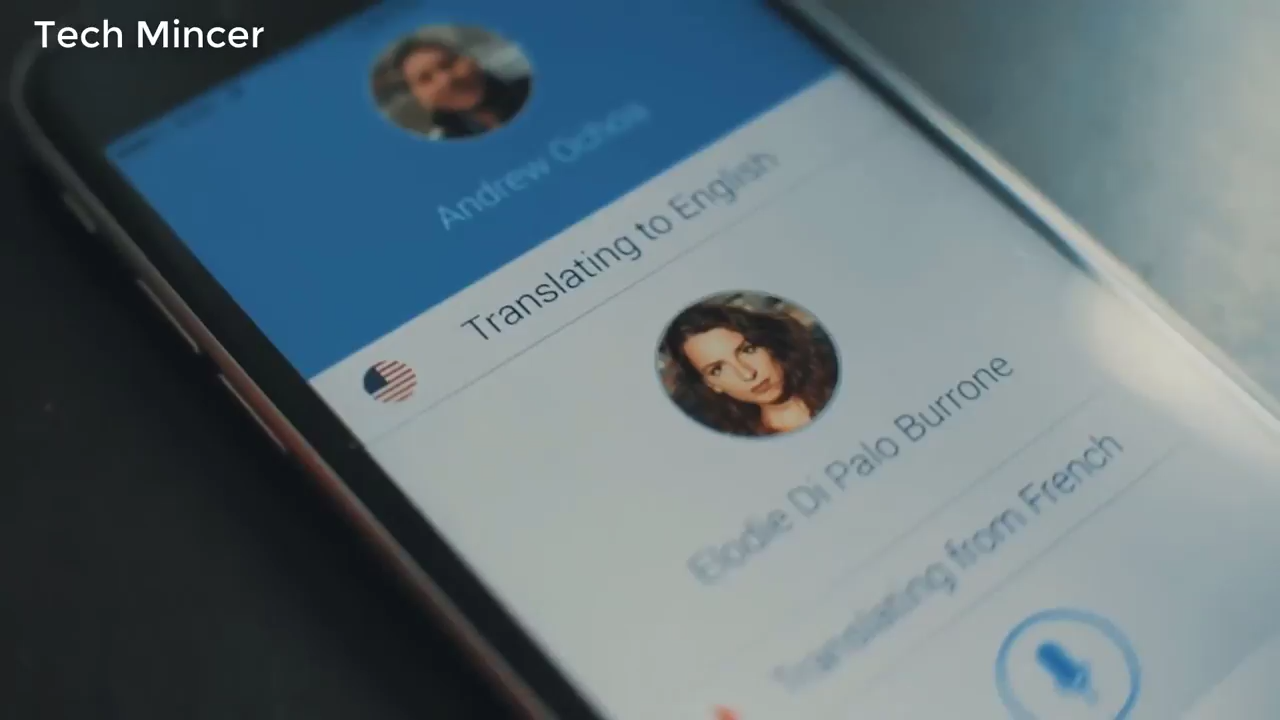 Tech Mincer
Andrew Ochoa
Translating to English
Elodie Di Palo Burrone
Translating from French